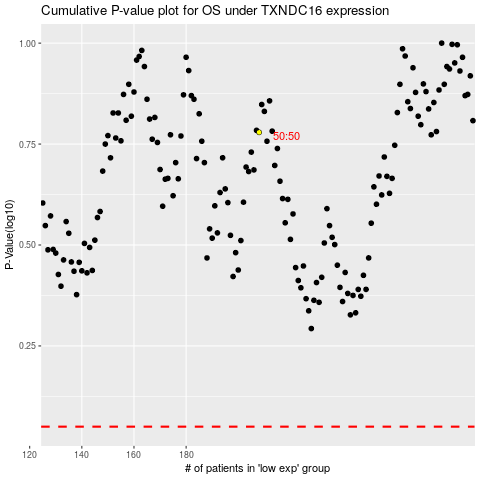 Cumulative P-value plot for OS under TXNDC16 expression
1.00
0.75
0.50
0.25
P-Value(log10)
50:50
120 140 160 180
# of patients in 'low exp' group